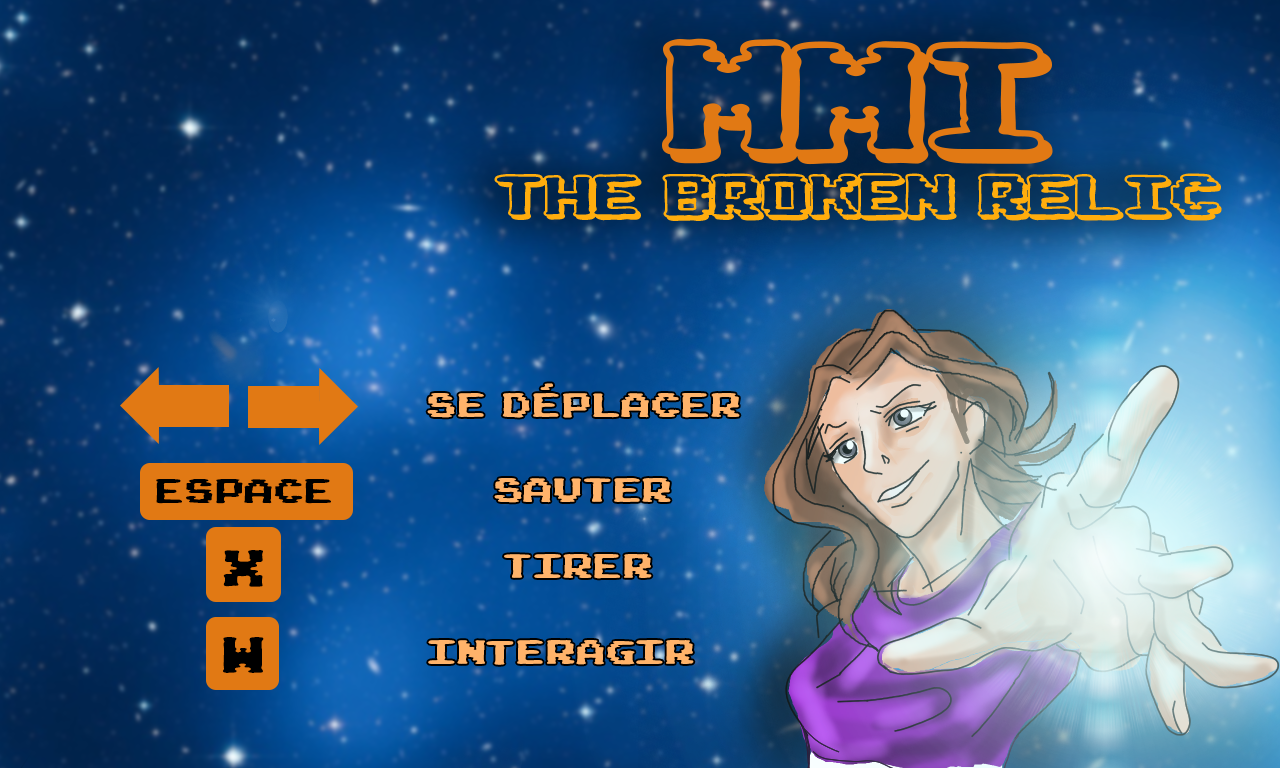 MMI
THE BROKEN RELIC
SE DÉPLACER
ESPACE SAUTER
X TIRER
W INTERAGIR